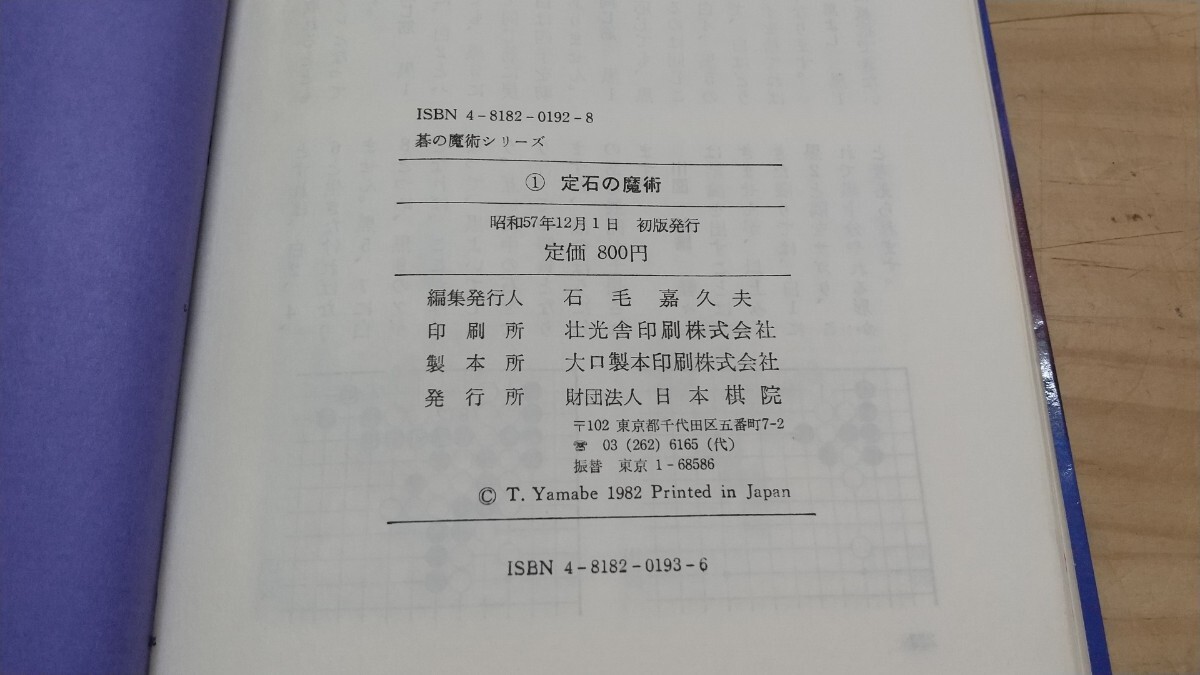 ISBN 4-8182-0192-8
碁の魔術シリーズ
① 定石の魔術
昭和57年12月1日 初版発行
定価 800円
編集発行人 石毛嘉久夫
印刷所 壮光舎印刷株式会社
製本所 大口製本印刷株式会社
発行所 財団法人 日本棋院
〒102 東京都千代田区五番町7-2
☎ 03 (262) 6165 (代)
振替 東京 1-68586
© T. Yamabe 1982 Printed in Japan
ISBN 4-8182-0193-6